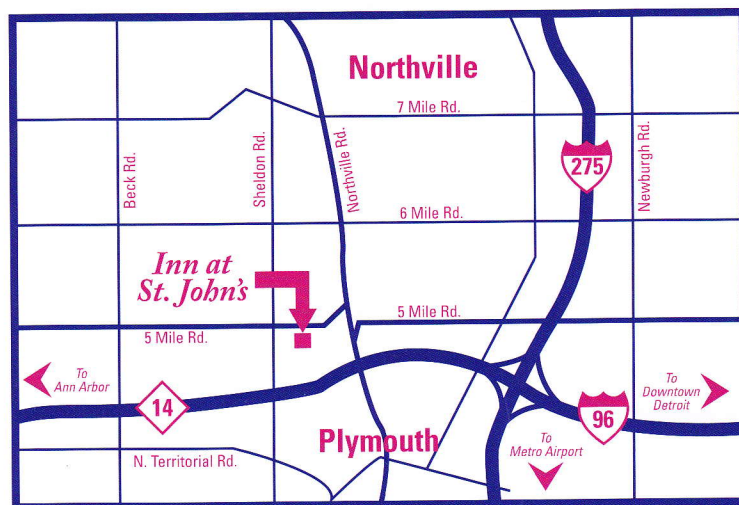 Northville
7 Mile Rd.
Beck Rd.
Sheldon Rd.
Northville Rd.
275
Newburgh Rd.
6 Mile Rd.
Inn at
St. John's
5 Mile Rd.
5 Mile Rd.
To
Ann Arbor
14
To
Downtown
Detroit
96
Plymouth
To
Metro Airport
N. Territorial Rd.